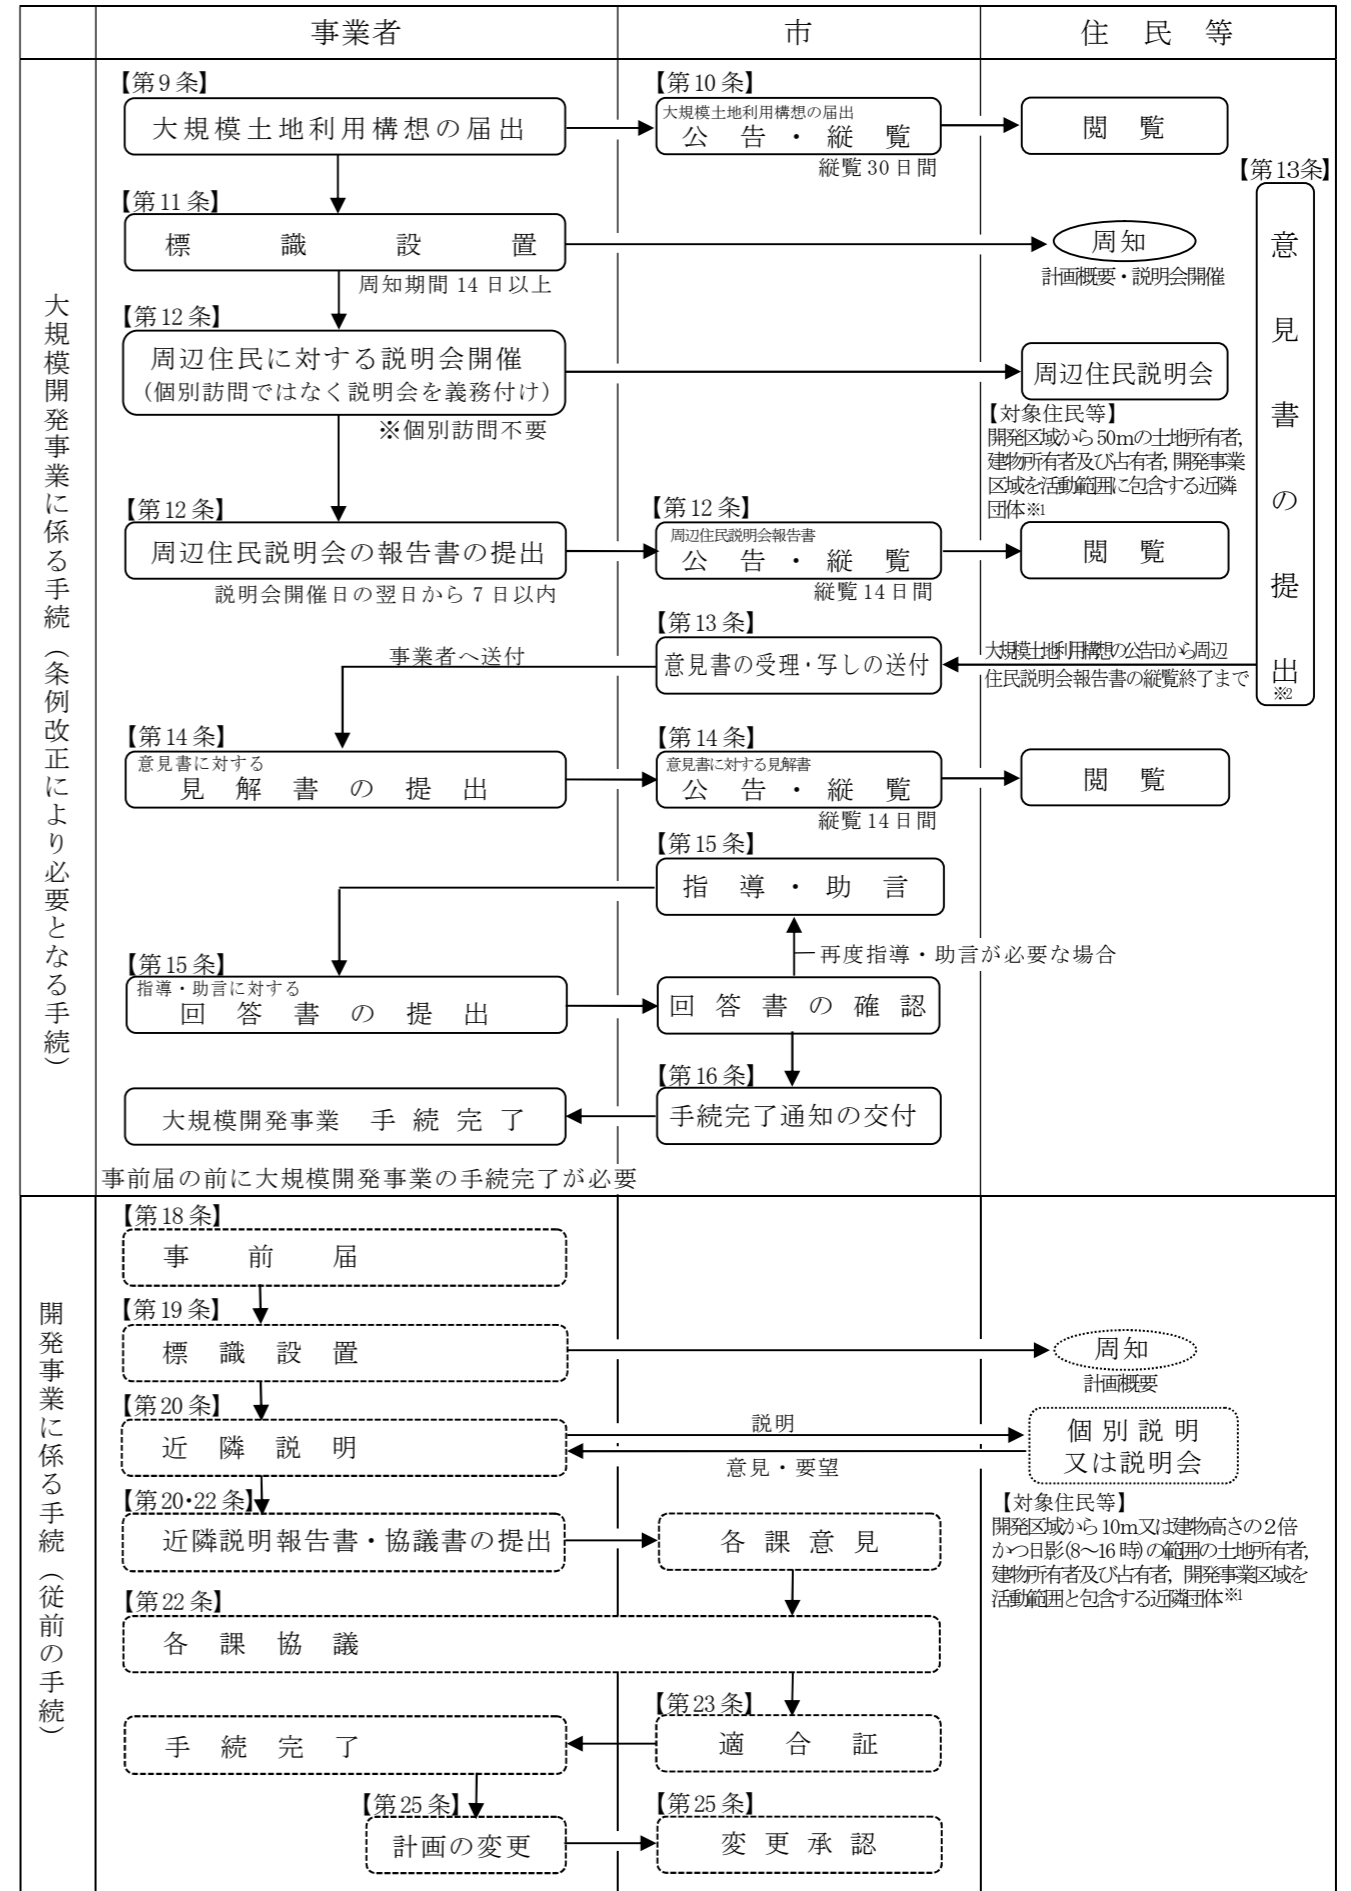 事業者
市
住民等
大規模開発事業に係る手続（条例改正により必要となる手続）
【第9条】
大規模土地利用構想の届出
【第10条】
大規模土地利用構想の届出
公告・縦覧
縦覧30日間
閲覧
【第13条】
意見書の提出
※2
【第11条】
標識設置
周知期間14日以上
周知
計画概要・説明会開催
【第12条】
周辺住民に対する説明会開催
（個別訪問ではなく説明会を義務付け）
※個別訪問不要
周辺住民説明会
【対象住民等】
開発区域から50mの土地所有者,
建物所有者及び占有者,開発事業
区域を活動範囲に包含する近隣
団体※1
【第12条】
周辺住民説明会の報告書の提出
説明会開催日の翌日から7日以内
【第12条】
周辺住民説明会報告書
公告・縦覧
縦覧14日間
閲覧
【第13条】
意見書の受理・写しの送付
事業者へ送付
大規模土地利用構想の公告日から周辺
住民説明会報告書の縦覧終了まで
【第14条】
意見書に対する
見解書の提出
【第14条】
意見書に対する見解書
公告・縦覧
縦覧14日間
閲覧
【第15条】
指導・助言
再度指導・助言が必要な場合
【第15条】
指導・助言に対する
回答書の提出
回答書の確認
【第16条】
手続完了通知の交付
大規模開発事業 手続完了
事前届の前に大規模開発事業の手続完了が必要
開発事業に係る手続（従前の手続）
【第18条】
事前届
【第19条】
標識設置
周知
計画概要
【第20条】
近隣説明
説明
意見・要望
個別説明
又は説明会
【対象住民等】
開発区域から10m又は建物高さの2倍
かつ日影(8～16時)の範囲の土地所有者,
建物所有者及び占有者,開発事業区域を
活動範囲と包含する近隣団体※1
【第20・22条】
近隣説明報告書・協議書の提出
各課意見
【第22条】
各課協議
【第23条】
適合証
手続完了
【第25条】
計画の変更
【第25条】
変更承認